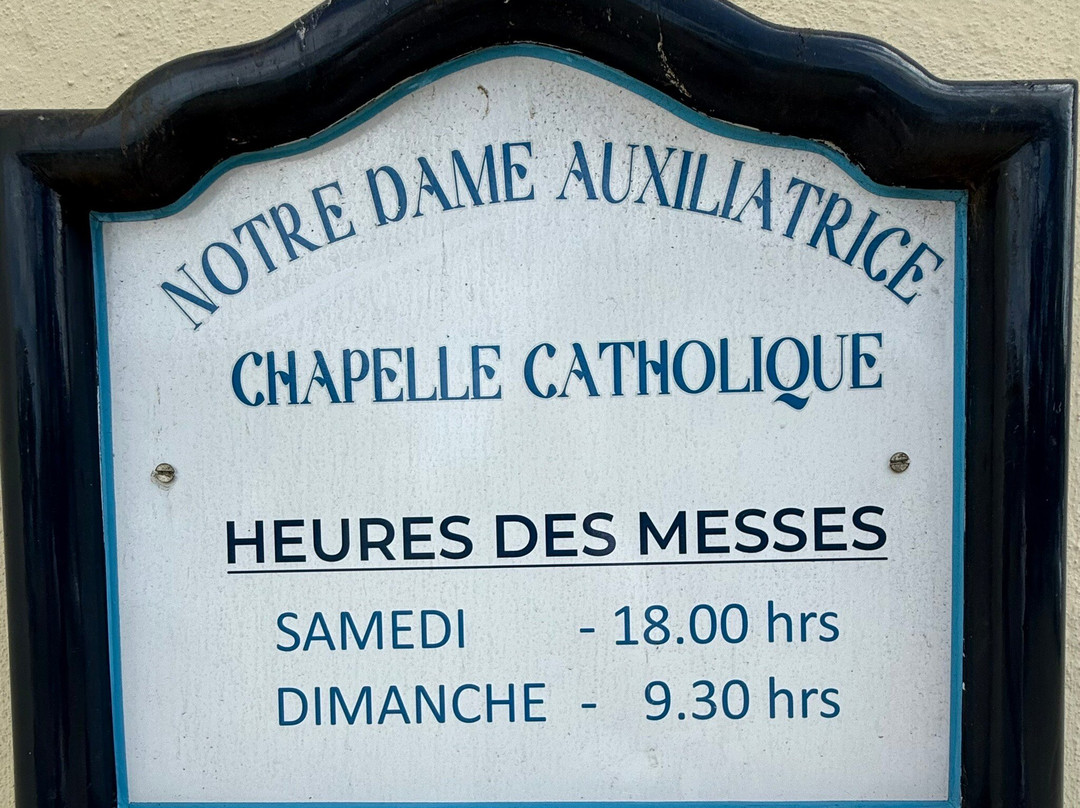 NOTRE DAME AUXILIATRICE
CHAPELLE CATHOLIQUE
HEURES DES MESSES
SAMEDI - 18.00 hrs
DIMANCHE - 9.30 hrs